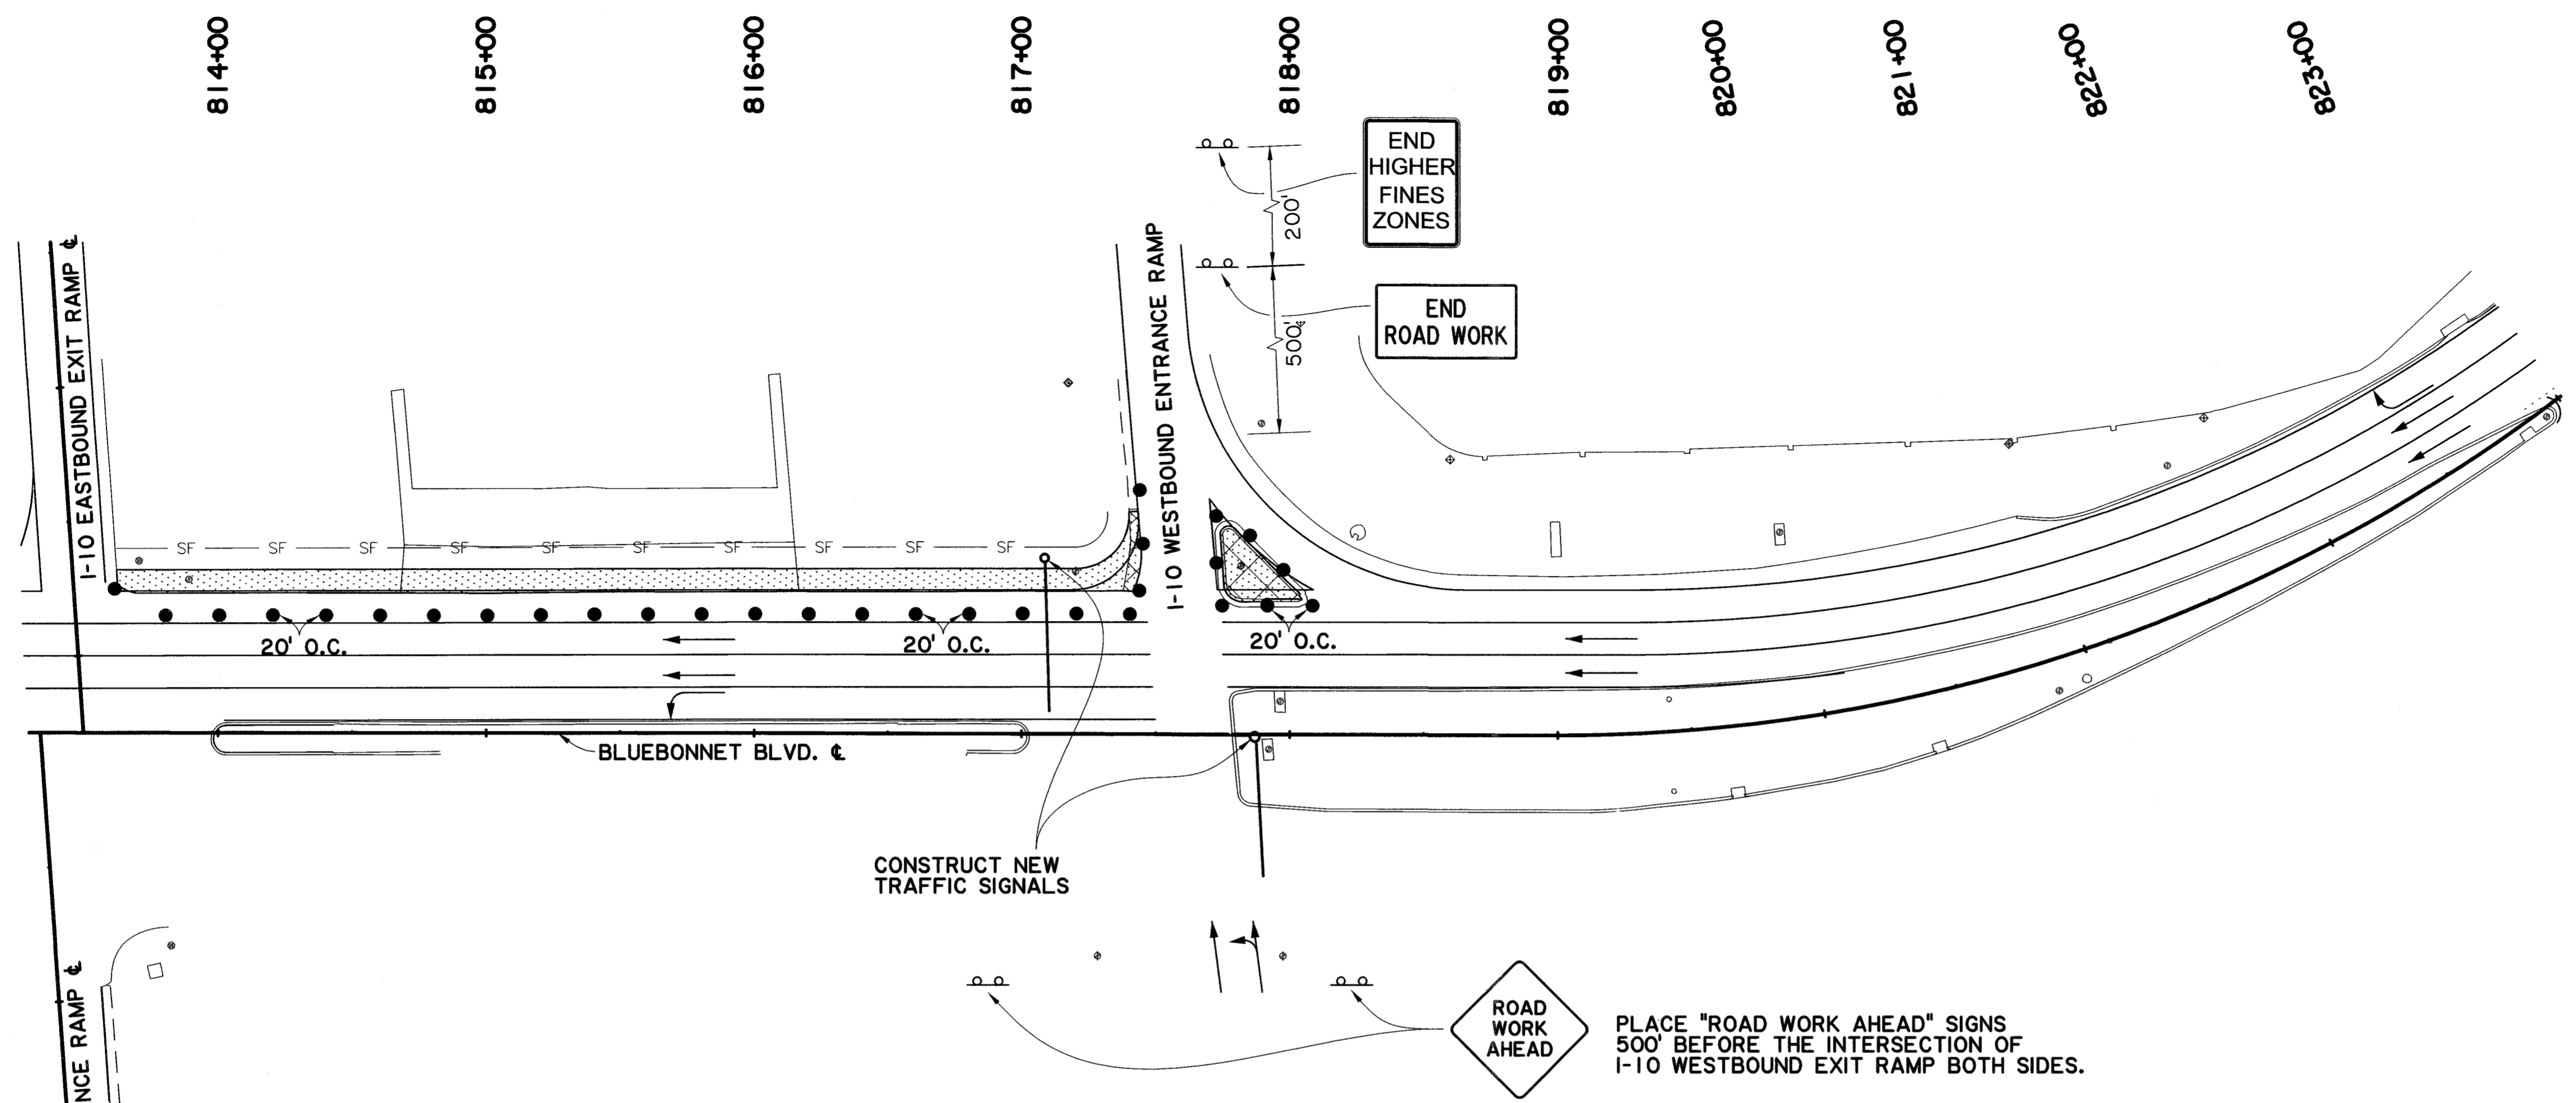 814+00
815+00
816+00
817+00
818+00
819+00
820+00
821+00
822+00
823+00
END
HIGHER
FINES
ZONES
200'
END
ROAD WORK
500'
I-10 EASTBOUND EXIT RAMP ℄
I-10 WESTBOUND ENTRANCE RAMP
SF
SF
SF
SF
SF
SF
SF
SF
SF
SF
20' O.C.
20' O.C.
20' O.C.
BLUEBONNET BLVD. ℄
CONSTRUCT NEW
TRAFFIC SIGNALS
NCE RAMP ℄
ROAD
WORK
AHEAD
PLACE "ROAD WORK AHEAD" SIGNS
500' BEFORE THE INTERSECTION OF
I-10 WESTBOUND EXIT RAMP BOTH SIDES.